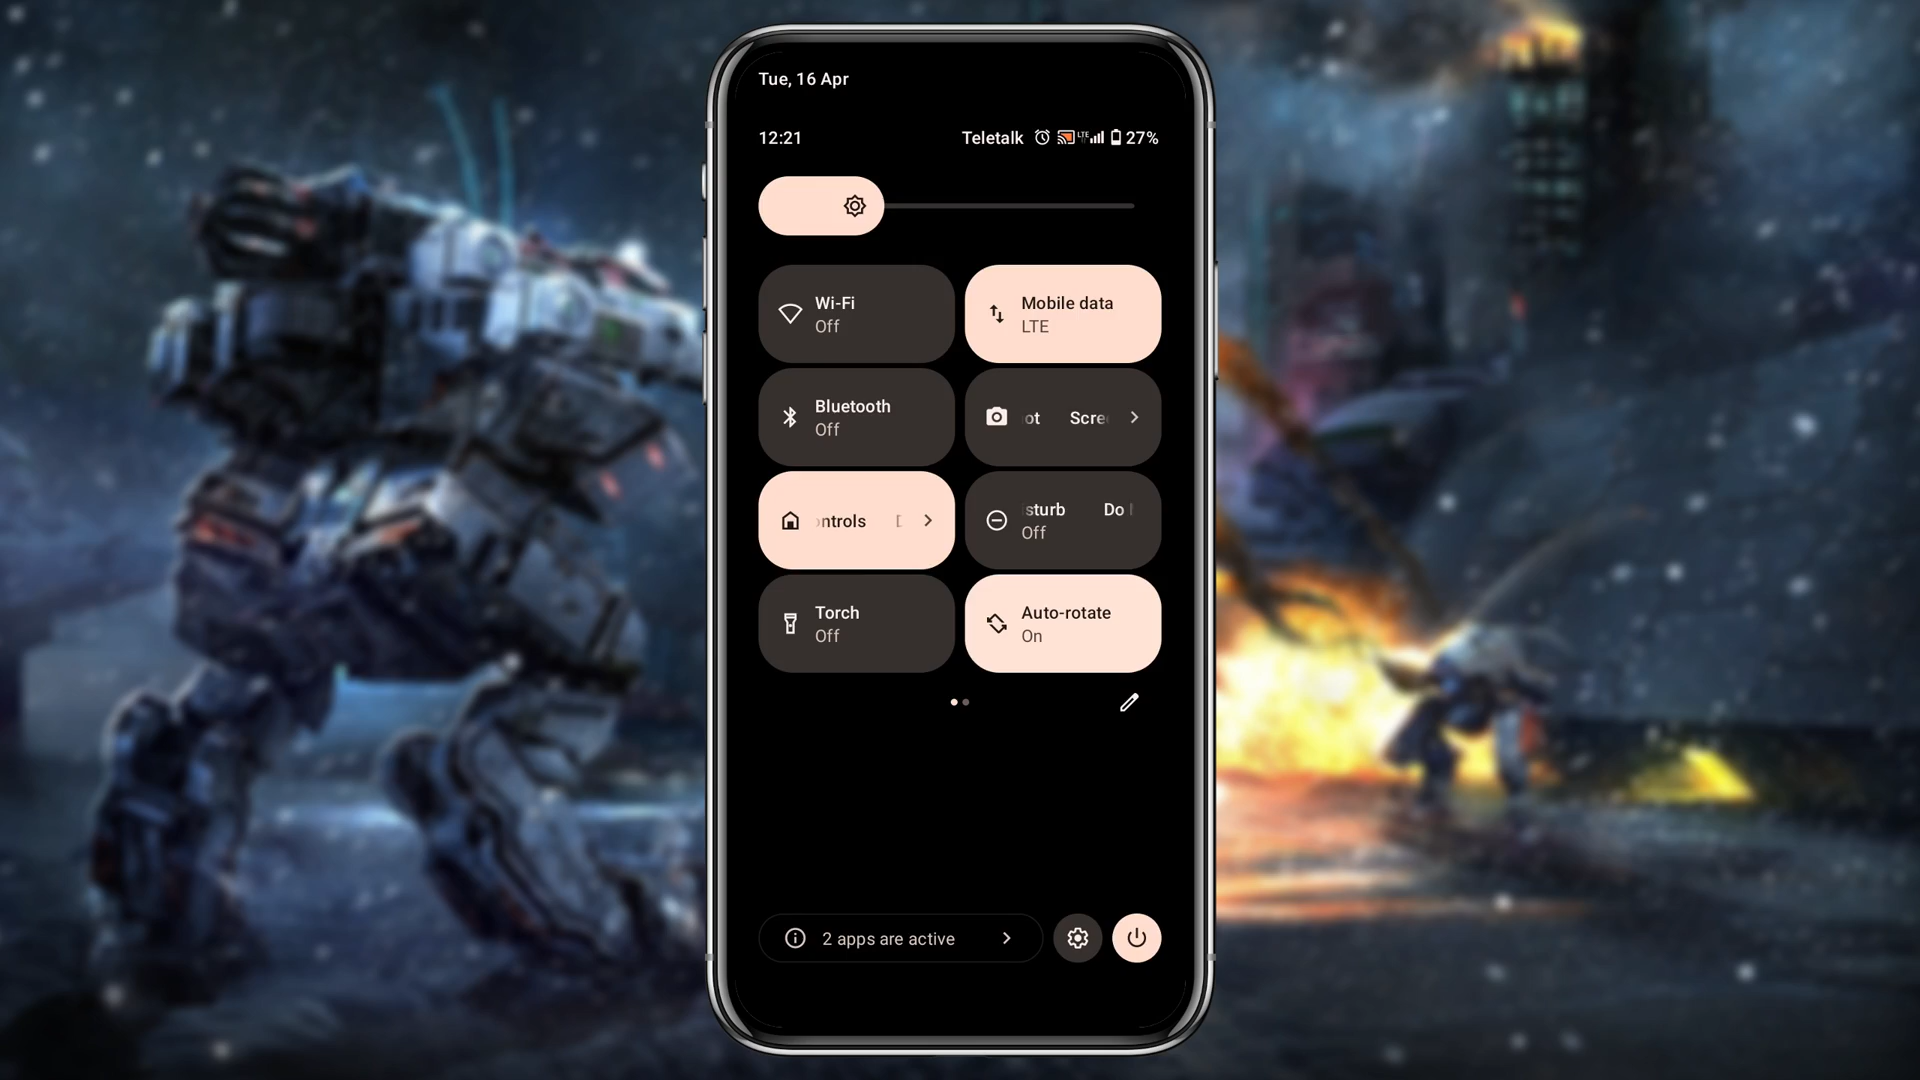 Tue, 16 Apr
12:21 Teletalk LTE 27%
Wi-Fi
Off
Mobile data
LTE
Bluetooth
Off
ot Scre
ntrols
sturb Do
Off
Torch
Off
Auto-rotate
On
2 apps are active